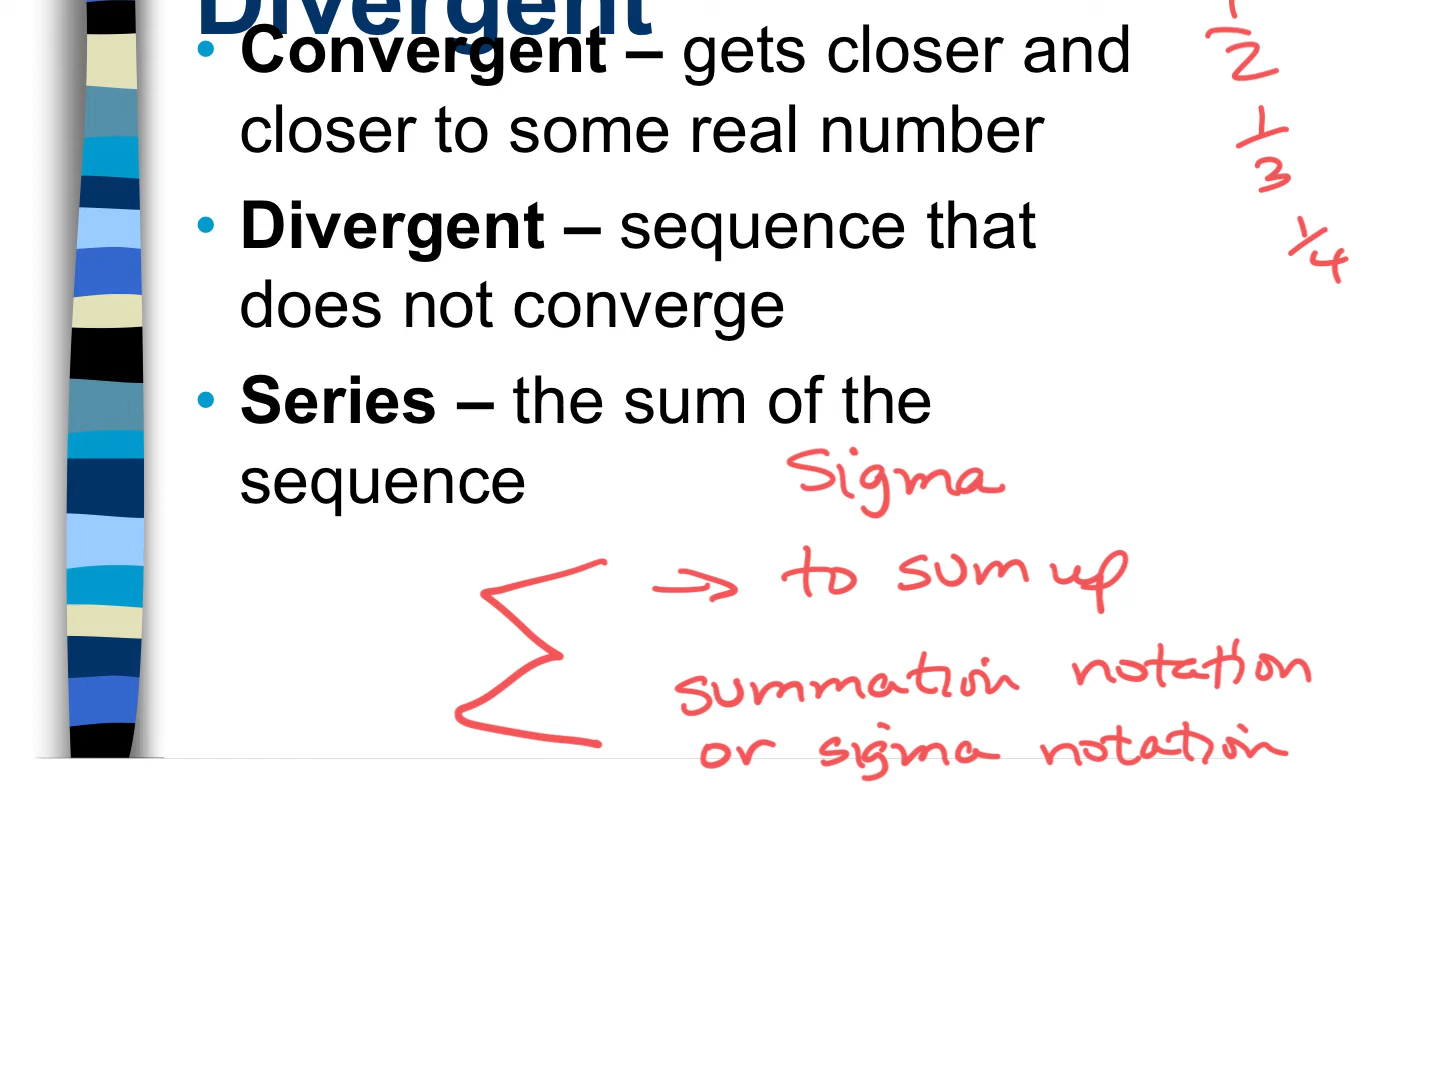 Divergent
• Convergent – gets closer and
closer to some real number
• Divergent – sequence that
does not converge
• Series – the sum of the
sequence
1/2
1/3
1/4
Sigma
Σ → to sum up
summation notation
or sigma notation